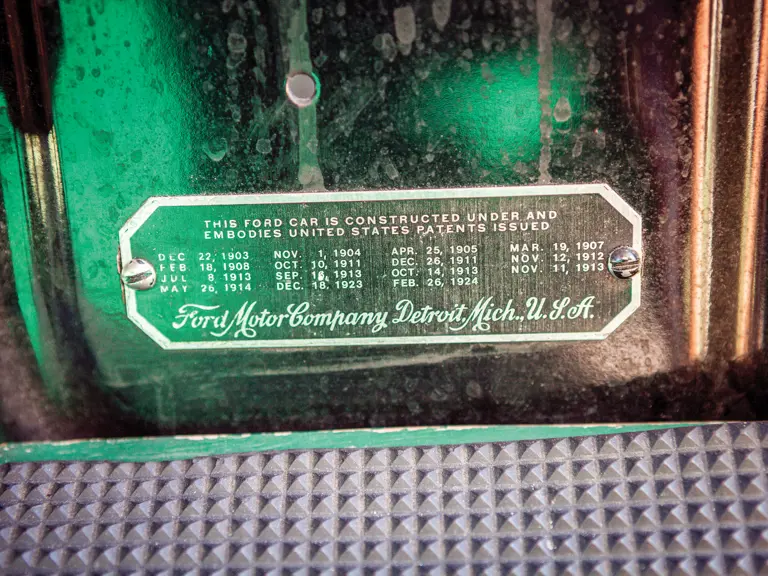 THIS FORD CAR IS CONSTRUCTED UNDER AND
EMBODIES UNITED STATES PATENTS ISSUED
DEC 22, 1903 NOV. 1, 1904 APR. 25, 1905 MAR. 19, 1907
FEB 18, 1908 OCT. 10, 1911 DEC. 26, 1911 NOV. 12, 1912
JUL 8 1913 SEP. 16, 1913 OCT. 14, 1913 NOV. 11, 1913
MAY 26, 1914 DEC. 18, 1923 FEB. 26, 1924
Ford Motor Company Detroit, Mich., U.S.A.